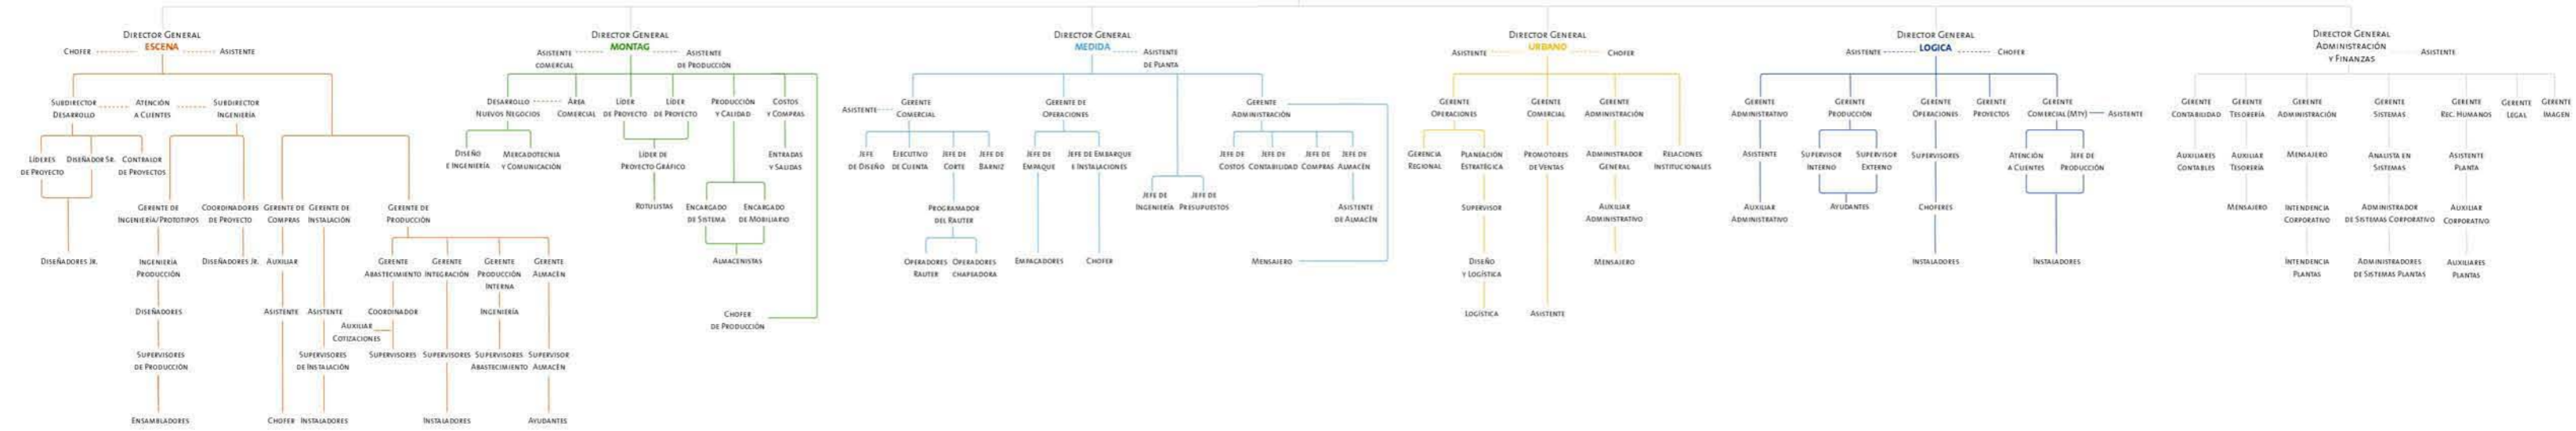 DIRECTOR GENERAL
ESCENA
CHOFER
ASISTENTE
SUBDIRECTOR
DESARROLLO
ATENCIÓN
A CLIENTES
SUBDIRECTOR
INGENIERÍA
LÍDERES
DE PROYECTO
DISEÑADOR SR.
CONTRALOR
DE PROYECTOS
GERENTE DE
INGENIERÍA/PROTOTIPOS
COORDINADORES
DE PROYECTO
GERENTE DE
COMPRAS
GERENTE DE
INSTALACIÓN
GERENTE DE
PRODUCCIÓN
DISEÑADORES JR.
INGENIERÍA
PRODUCCIÓN
DISEÑADORES JR.
AUXILIAR
GERENTE
ABASTECIMIENTO
GERENTE
INTEGRACIÓN
GERENTE
PRODUCCIÓN
INTERNA
GERENTE
ALMACÉN
DISEÑADORES
ASISTENTE
ASISTENTE
COORDINADOR
INGENIERÍA
AUXILIAR
COTIZACIONES
SUPERVISORES
DE PRODUCCIÓN
SUPERVISORES
DE INSTALACIÓN
SUPERVISORES
SUPERVISORES
SUPERVISORES
ABASTECIMIENTO
SUPERVISOR
ALMACÉN
ENSAMBLADORES
CHOFER
INSTALADORES
INSTALADORES
AYUDANTES
DIRECTOR GENERAL
MONTAG
ASISTENTE
COMERCIAL
ASISTENTE
DE PRODUCCIÓN
DESARROLLO
NUEVOS NEGOCIOS
ÁREA
COMERCIAL
LÍDER
DE PROYECTO
LÍDER
DE PROYECTO
PRODUCCIÓN
Y CALIDAD
COSTOS
Y COMPRAS
DISEÑO
E INGENIERÍA
MERCADOTECNIA
Y COMUNICACIÓN
LÍDER DE
PROYECTO GRÁFICO
ENTRADAS
Y SALIDAS
ROTULISTAS
ENCARGADO
DE SISTEMA
ENCARGADO
DE MOBILIARIO
ALMACENISTAS
CHOFER
DE PRODUCCIÓN
DIRECTOR GENERAL
MEDIDA
ASISTENTE
DE PLANTA
ASISTENTE
GERENTE
COMERCIAL
GERENTE DE
OPERACIONES
GERENTE
ADMINISTRACIÓN
JEFE
DE DISEÑO
EJECUTIVO
DE CUENTA
JEFE DE
CORTE
JEFE DE
BARNIZ
JEFE DE
EMPAQUE
JEFE DE EMBARQUE
E INSTALACIONES
JEFE DE
COSTOS
JEFE DE
CONTABILIDAD
JEFE DE
COMPRAS
JEFE DE
ALMACÉN
JEFE DE
INGENIERÍA
JEFE DE
PRESUPUESTOS
PROGRAMADOR
DEL RAUTER
ASISTENTE
DE ALMACÉN
OPERADORES
RAUTER
OPERADORES
CHAPEADORA
EMPACADORES
CHOFER
MENSAJERO
DIRECTOR GENERAL
URBANO
ASISTENTE
CHOFER
GERENTE
OPERACIONES
GERENTE
COMERCIAL
GERENTE
ADMINISTRACIÓN
GERENCIA
REGIONAL
PLANEACIÓN
ESTRATÉGICA
PROMOTORES
DE VENTAS
ADMINISTRADOR
GENERAL
RELACIONES
INSTITUCIONALES
SUPERVISOR
AUXILIAR
ADMINISTRATIVO
DISEÑO
Y LOGÍSTICA
MENSAJERO
LOGÍSTICA
ASISTENTE
DIRECTOR GENERAL
LOGICA
ASISTENTE
CHOFER
GERENTE
ADMINISTRATIVO
GERENTE
PRODUCCIÓN
GERENTE
OPERACIONES
GERENTE
PROYECTOS
GERENTE
COMERCIAL (MTY)
ASISTENTE
ASISTENTE
SUPERVISOR
INTERNO
SUPERVISOR
EXTERNO
SUPERVISORES
ATENCIÓN
A CLIENTES
JEFE DE
PRODUCCIÓN
AUXILIAR
ADMINISTRATIVO
AYUDANTES
CHOFERES
INSTALADORES
INSTALADORES
DIRECTOR GENERAL
ADMINISTRACIÓN
Y FINANZAS
ASISTENTE
GERENTE
CONTABILIDAD
GERENTE
TESORERÍA
GERENTE
ADMINISTRACIÓN
GERENTE
SISTEMAS
GERENTE
REC. HUMANOS
GERENTE
LEGAL
GERENTE
IMAGEN
AUXILIARES
CONTABLES
AUXILIAR
TESORERÍA
MENSAJERO
ANALISTA EN
SISTEMAS
ASISTENTE
PLANTA
MENSAJERO
INTENDENCIA
CORPORATIVO
ADMINISTRADOR
DE SISTEMAS CORPORATIVO
AUXILIAR
CORPORATIVO
INTENDENCIA
PLANTAS
ADMINISTRADORES
DE SISTEMAS PLANTAS
AUXILIARES
PLANTAS